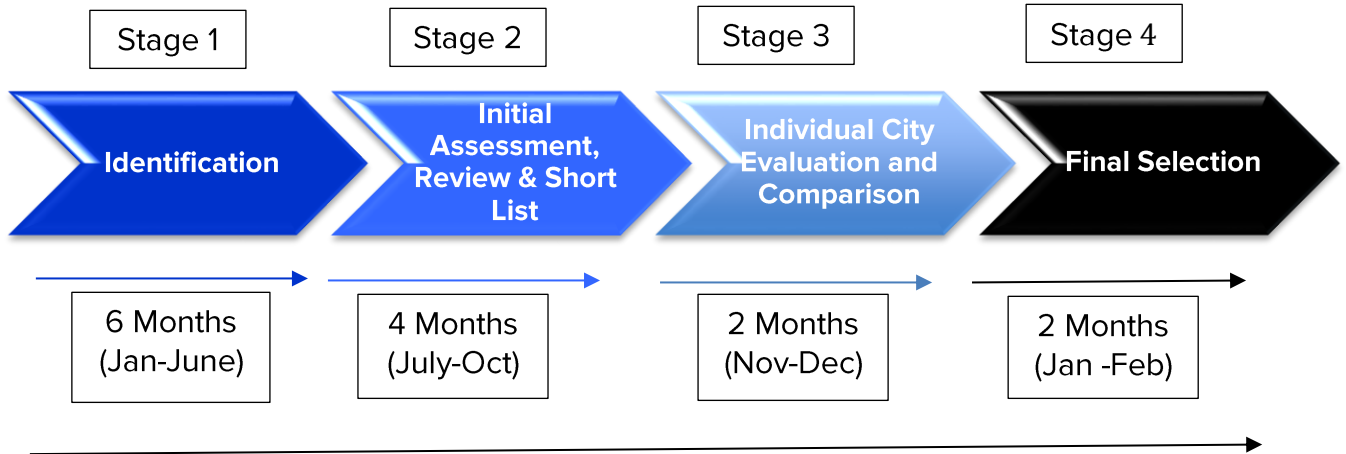 Stage 1
Stage 2
Stage 3
Stage 4
Identification
Initial
Assessment,
Review & Short
List
Individual City
Evaluation and
Comparison
Final Selection
6 Months
(Jan-June)
4 Months
(July-Oct)
2 Months
(Nov-Dec)
2 Months
(Jan -Feb)